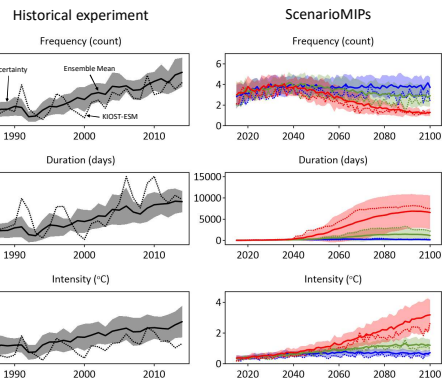 Historical experiment
ScenarioMIPs
Frequency (count)
Frequency (count)
Ensemble Mean
KIOST-ESM
6
4
2
0
1990 2000 2010
2020 2040 2060 2080 2100
Duration (days)
Duration (days)
15000
10000
5000
0
1990 2000 2010
2020 2040 2060 2080 2100
Intensity (°C)
Intensity (°C)
4
2
0
1990 2000 2010
2020 2040 2060 2080 2100